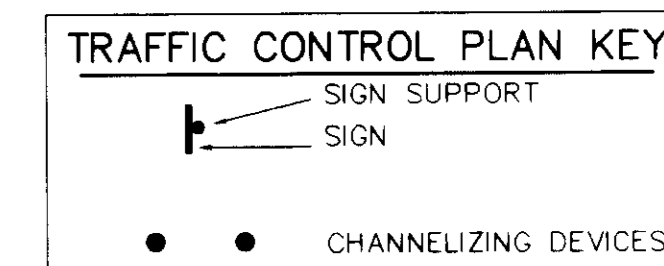 TRAFFIC CONTROL PLAN KEY
SIGN SUPPORT
SIGN
CHANNELIZING DEVICES